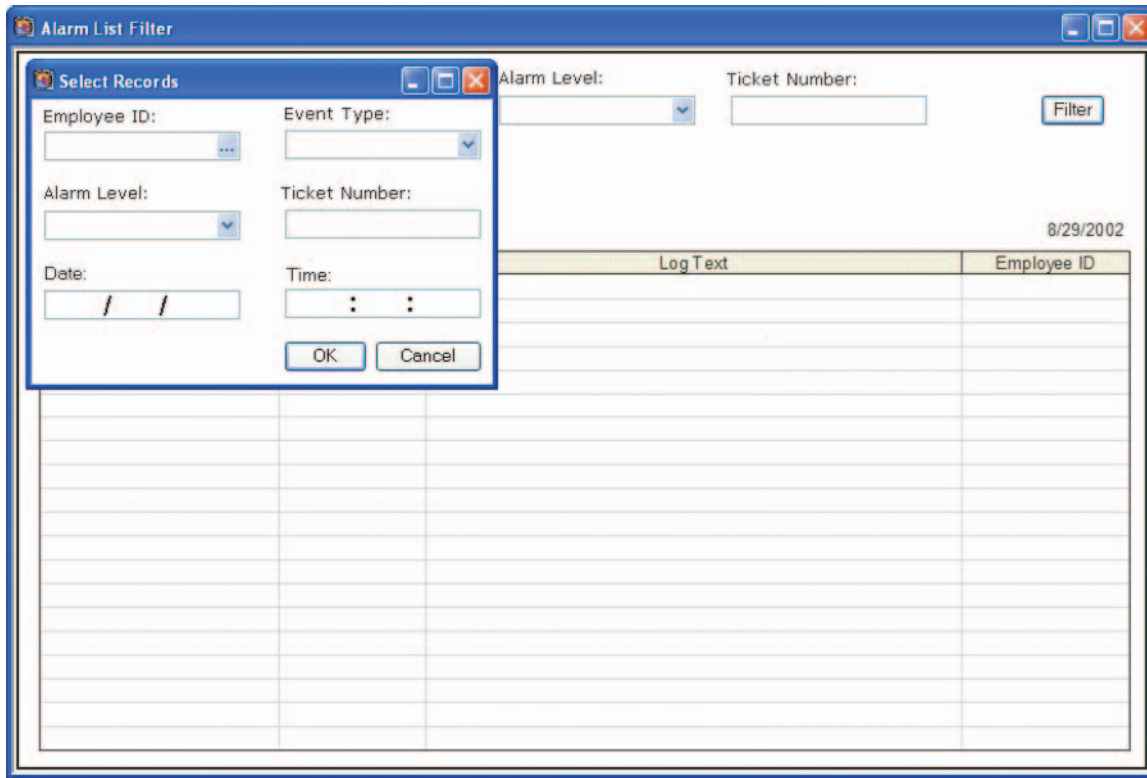 Alarm List Filter
Select Records
Employee ID:
Event Type:
...
Alarm Level:
Ticket Number:
Date:
Time:
/ /
: :
OK
Cancel
Alarm Level:
Ticket Number:
Filter
8/29/2002
Log Text
Employee ID